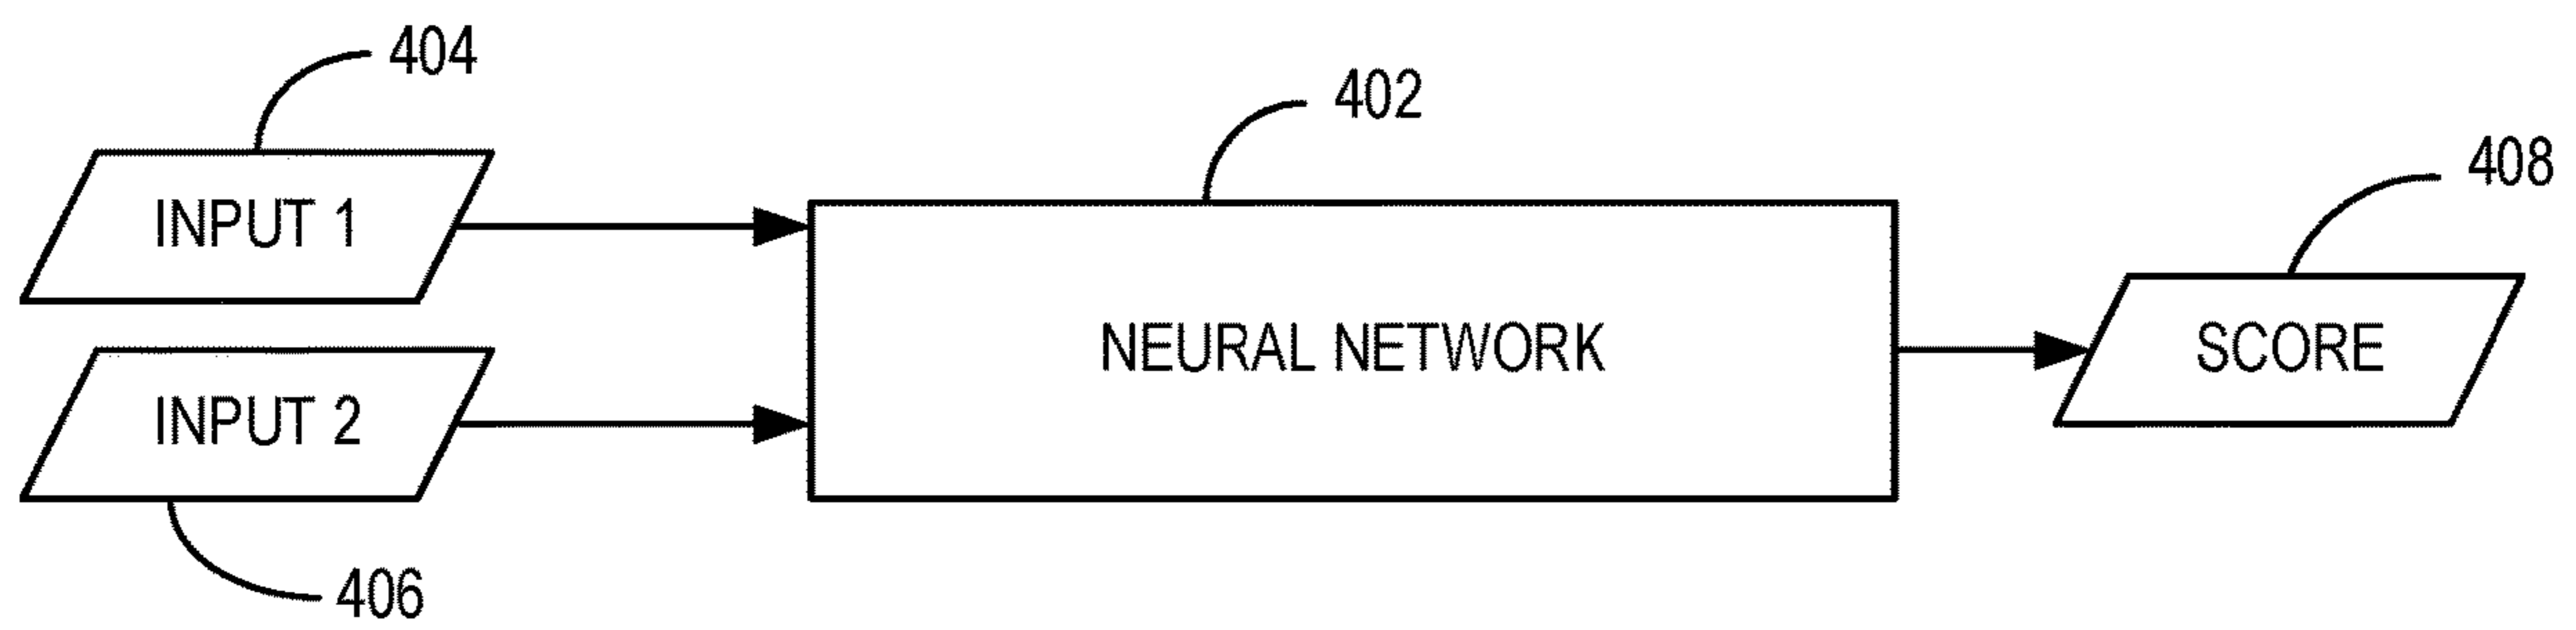 404
402
408
INPUT 1
NEURAL NETWORK
SCORE
INPUT 2
406